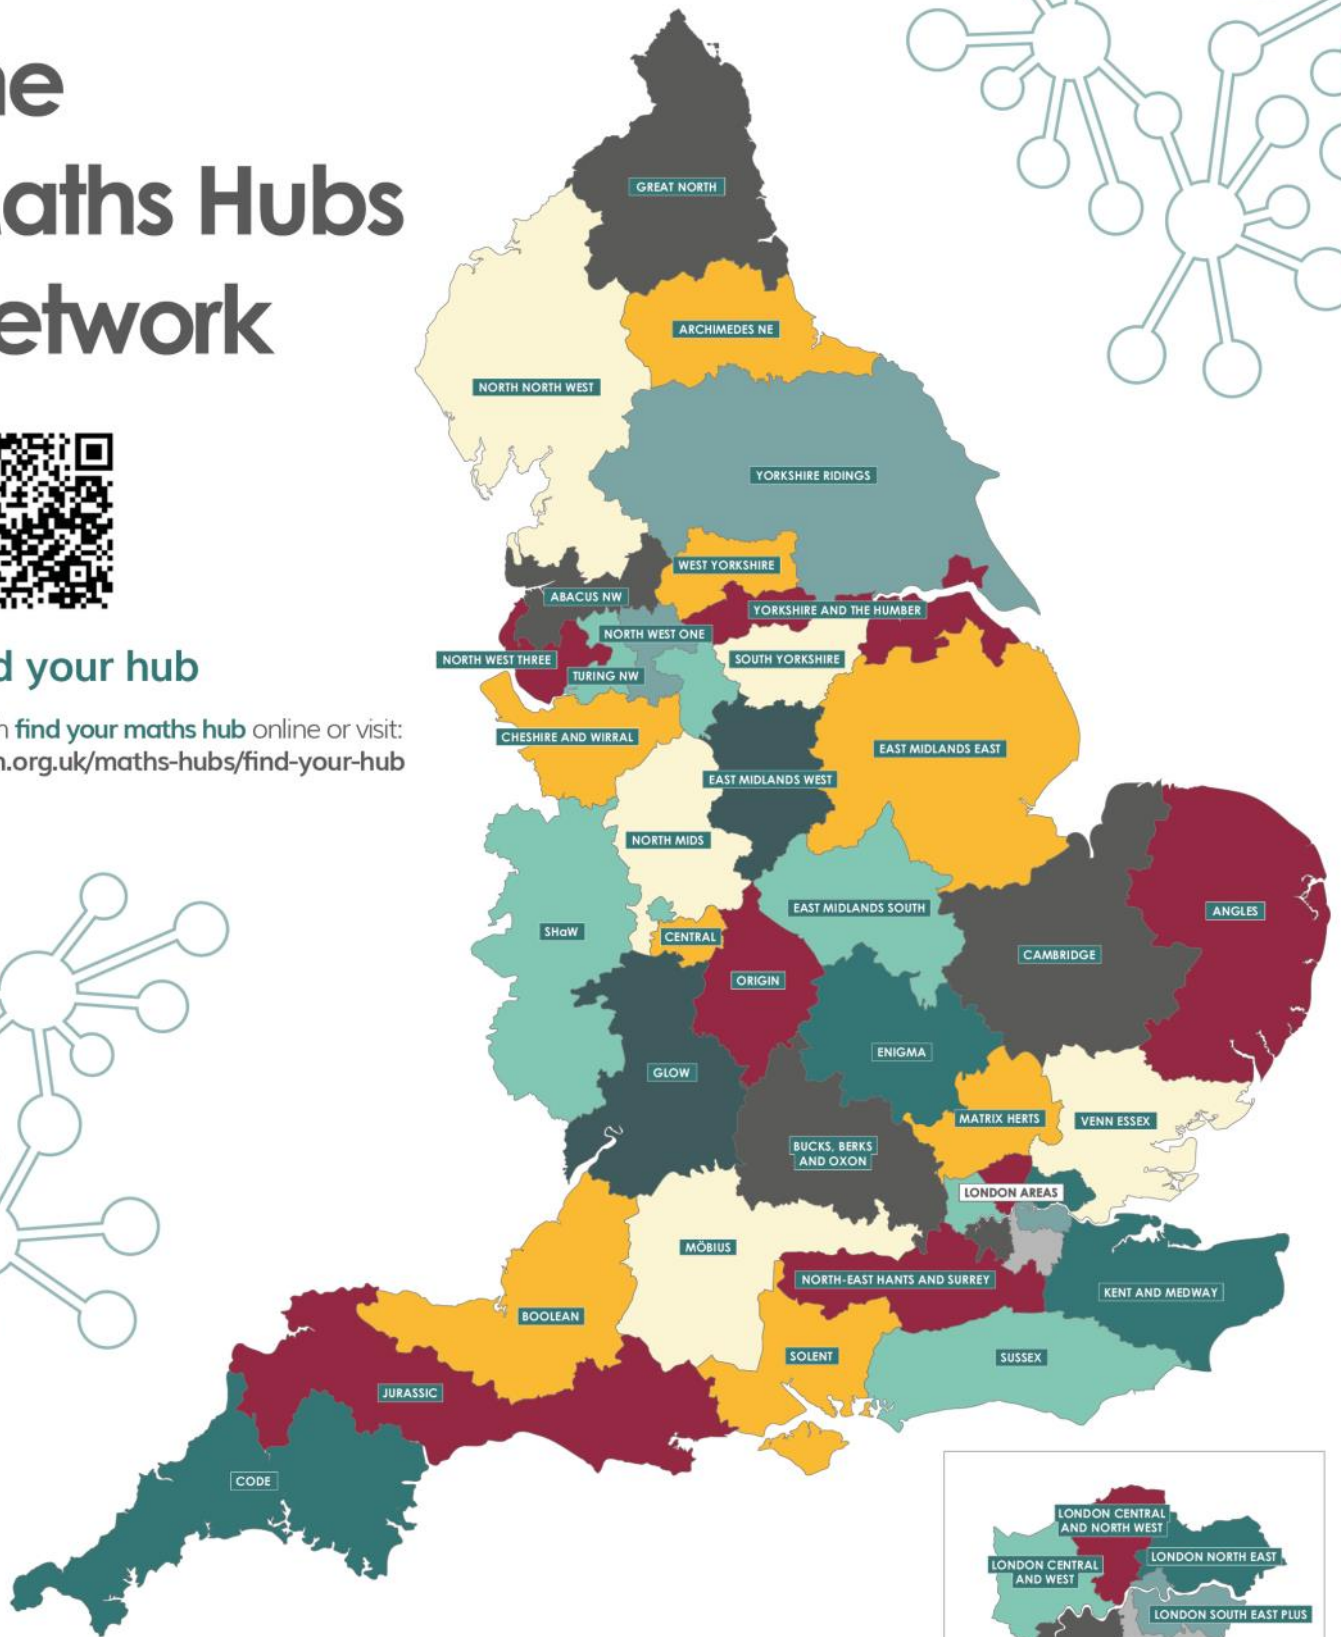 ne
aths Hubs
etwork
d your hub
n find your maths hub online or visit:
n.org.uk/maths-hubs/find-your-hub
GREAT NORTH
ARCHIMEDES NE
NORTH NORTH WEST
YORKSHIRE RIDINGS
WEST YORKSHIRE
ABACUS NW
YORKSHIRE AND THE HUMBER
NORTH WEST ONE
NORTH WEST THREE
SOUTH YORKSHIRE
TURING NW
CHESHIRE AND WIRRAL
EAST MIDLANDS EAST
EAST MIDLANDS WEST
NORTH MIDS
EAST MIDLANDS SOUTH
ANGLES
SHaW
CENTRAL
CAMBRIDGE
ORIGIN
ENIGMA
GLOW
MATRIX HERTS
VENN ESSEX
BUCKS, BERKS
AND OXON
LONDON AREAS
MÖBIUS
NORTH-EAST HANTS AND SURREY
KENT AND MEDWAY
BOOLEAN
SOLENT
SUSSEX
JURASSIC
CODE
LONDON CENTRAL
AND NORTH WEST
LONDON NORTH EAST
LONDON CENTRAL
AND WEST
LONDON SOUTH EAST PLUS